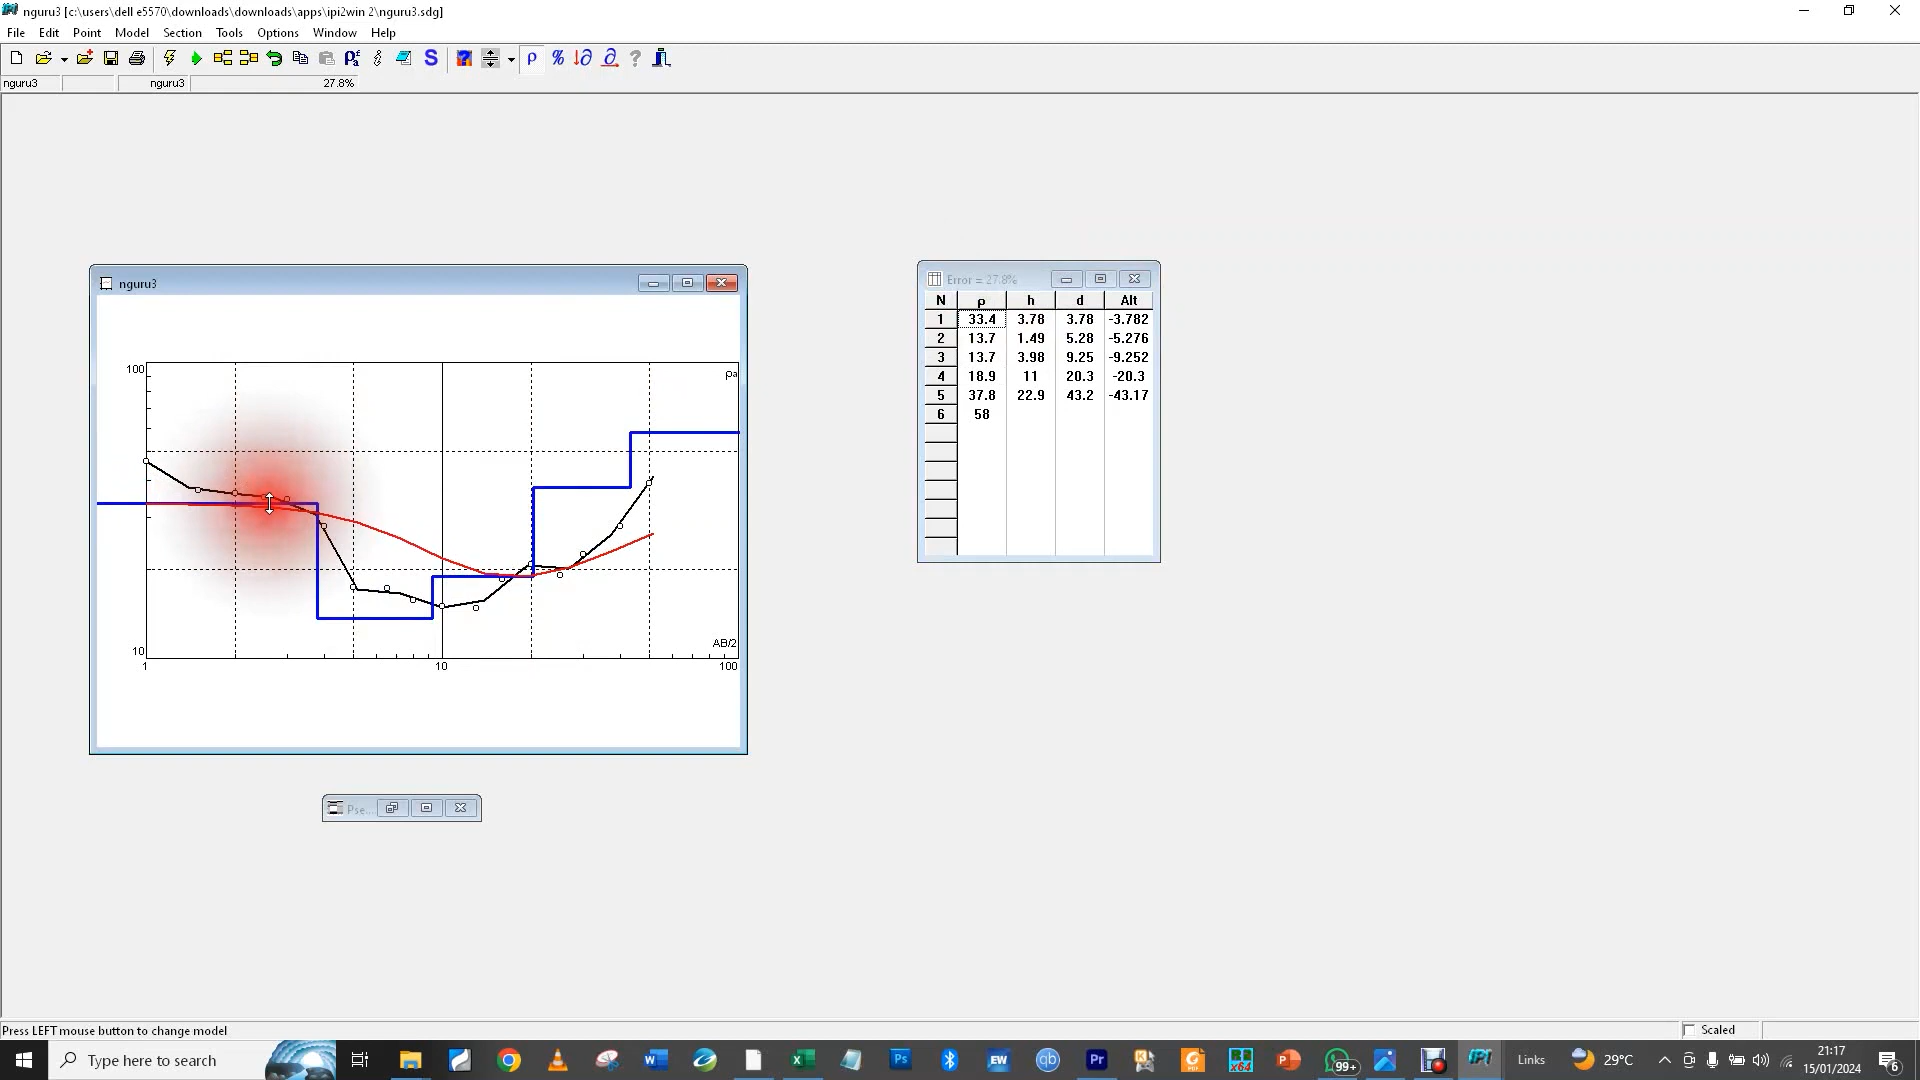 nguru3 [c:\users\dell e5570\downloads\downloads\apps\ipi2win 2\nguru3.sdg]
File Edit Point Model Section Tools Options Window Help
S ρ % ↓∂ ∂ ?
nguru3 nguru3 27.8%
nguru3
100
ρa
10
AB/2
1 10 100
Error = 27.8%
N ρ h d Alt
1 33.4 3.78 3.78 -3.782
2 13.7 1.49 5.28 -5.276
3 13.7 3.98 9.25 -9.252
4 18.9 11 20.3 -20.3
5 37.8 22.9 43.2 -43.17
6 58
Pse...
Press LEFT mouse button to change model
Scaled
Type here to search
Links
29°C
99+
21:17
15/01/2024
6